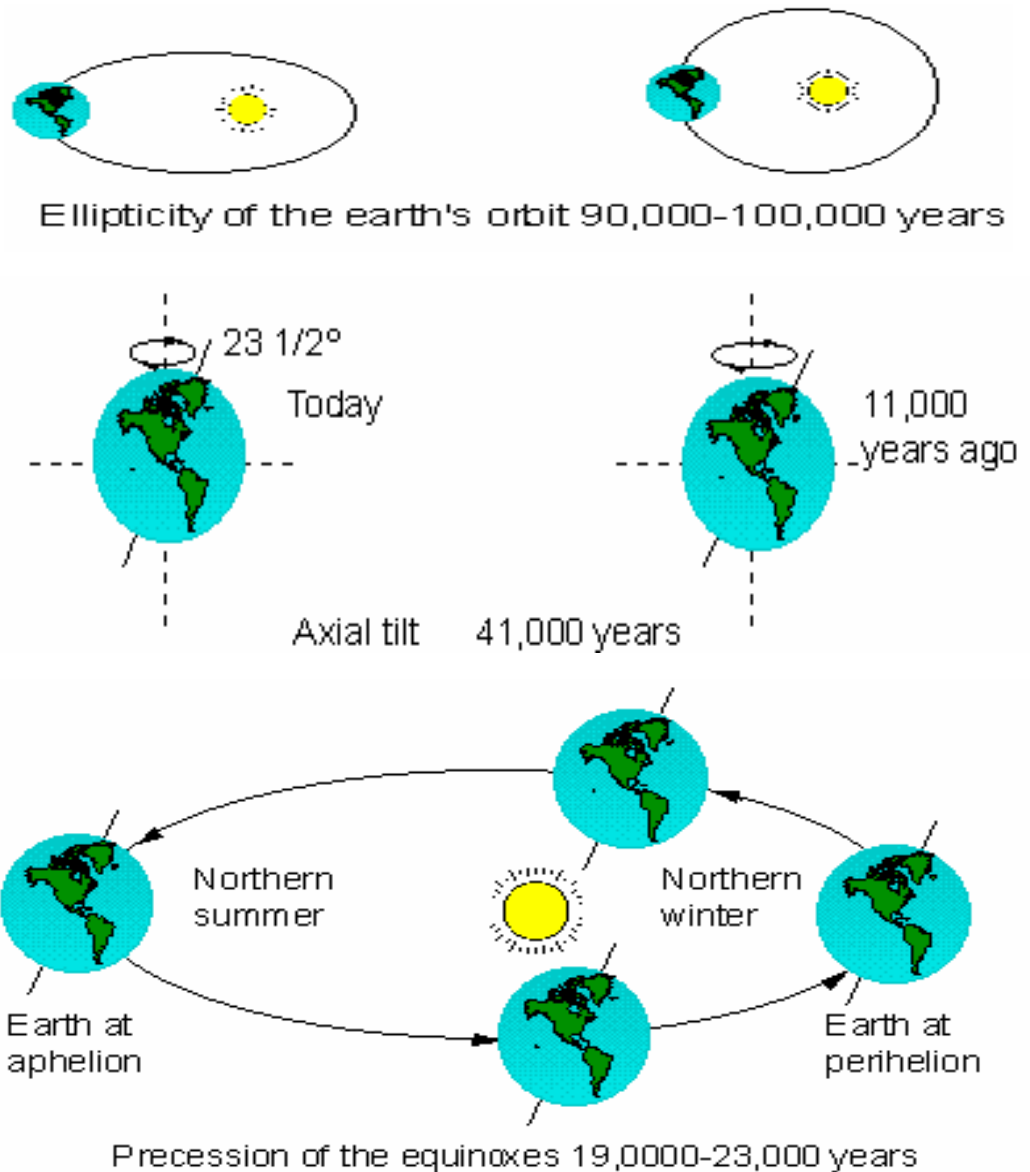 Ellipticity of the earth's orbit 90,000-100,000 years
23 1/2º
Today
11,000
years ago
Axial tilt 41,000 years
Northern
summer
Northern
winter
Earth at
aphelion
Earth at
perihelion
Precession of the equinoxes 19,0000-23,000 years